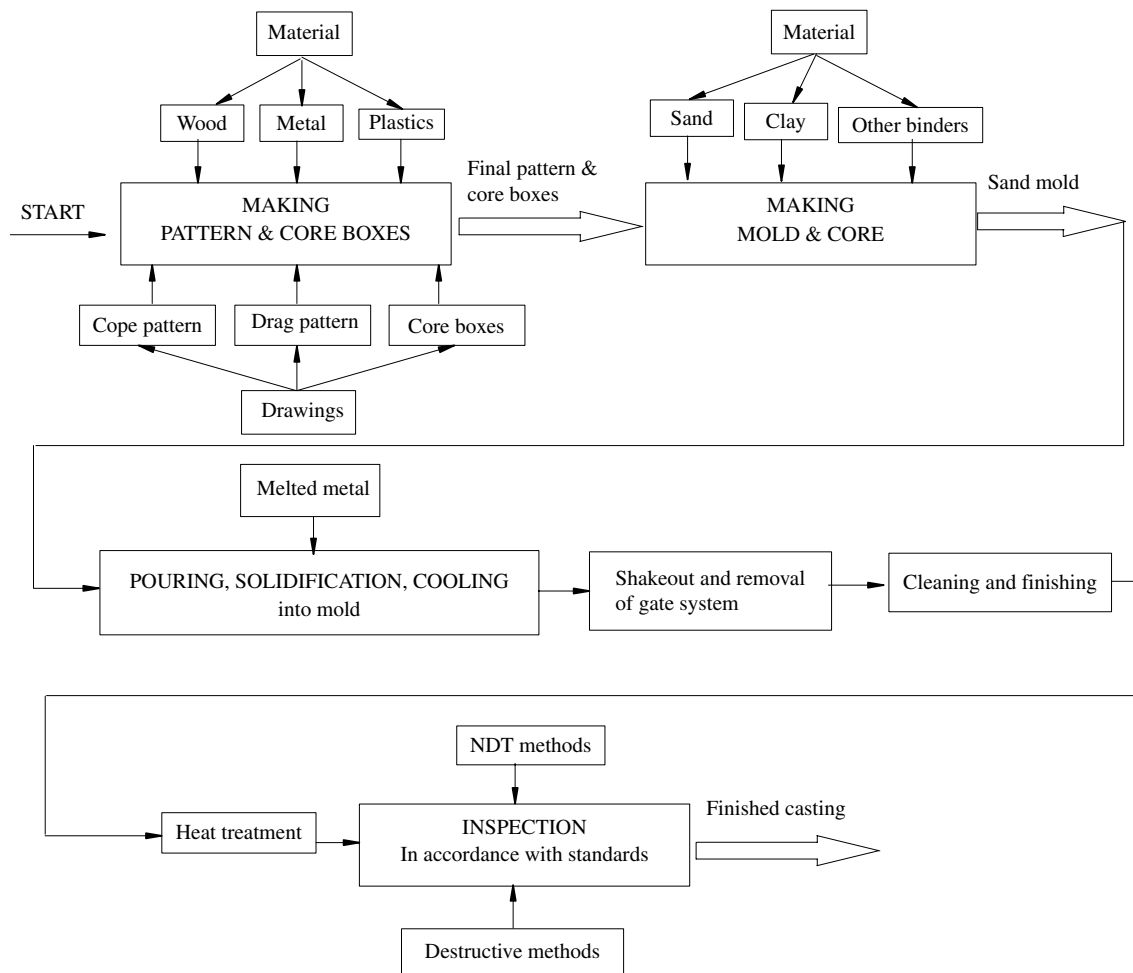 Material
Material
Wood
Metal
Plastics
Sand
Clay
Other binders
START
MAKING
PATTERN & CORE BOXES
Final pattern &
core boxes
MAKING
MOLD & CORE
Sand mold
Cope pattern
Drag pattern
Core boxes
Drawings
Melted metal
POURING, SOLIDIFICATION, COOLING
into mold
Shakeout and removal
of gate system
Cleaning and finishing
NDT methods
Heat treatment
INSPECTION
In accordance with standards
Finished casting
Destructive methods